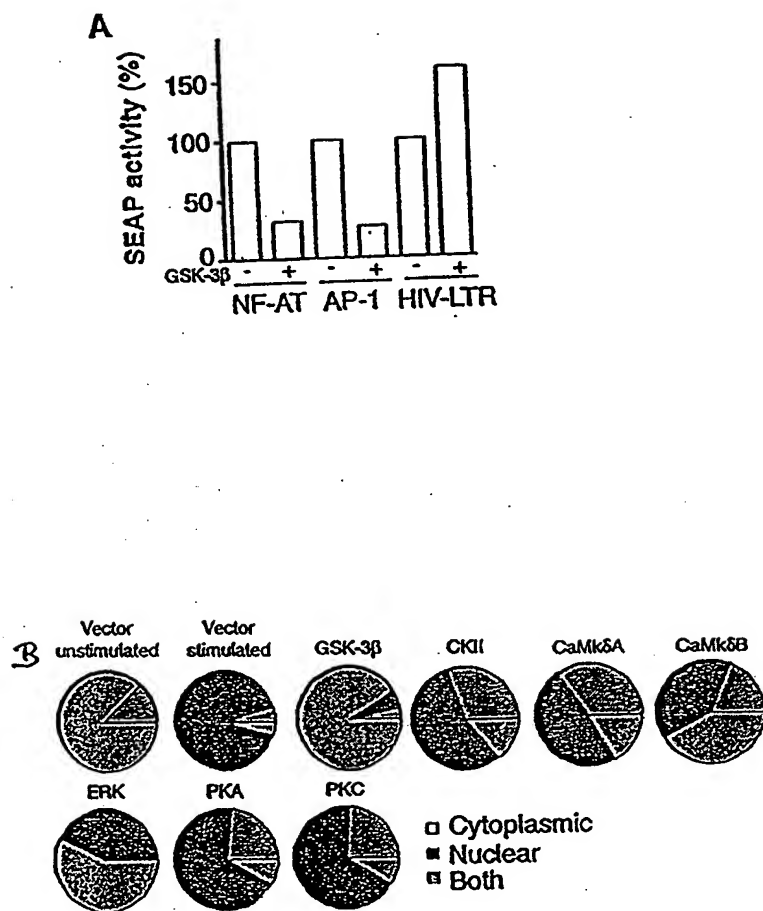 A
SEAP activity (%)
150
100
50
0
GSK-3β - + - + - +
NF-AT AP-1 HIV-LTR
B
Vector unstimulated
Vector stimulated
GSK-3β
CKII
CaMkδA
CaMkδB
ERK
PKA
PKC
Cytoplasmic
Nuclear
Both